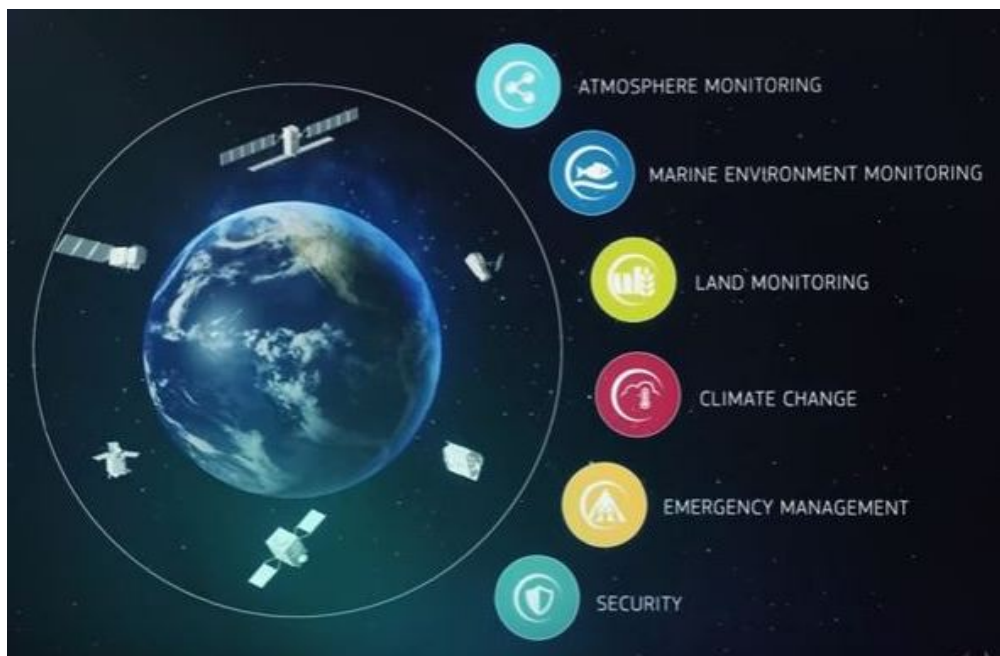 ATMOSPHERE MONITORING
MARINE ENVIRONMENT MONITORING
LAND MONITORING
CLIMATE CHANGE
EMERGENCY MANAGEMENT
SECURITY